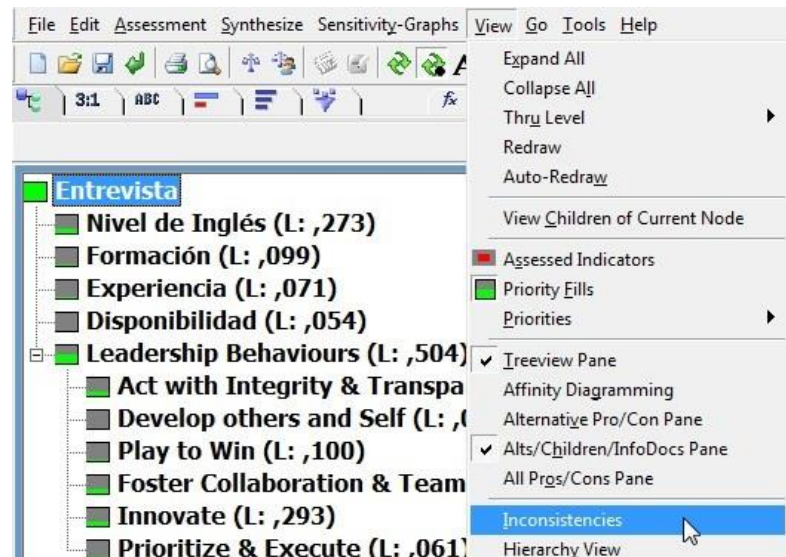 File Edit Assessment Synthesize Sensitivity-Graphs View Go Tools Help
3:1 ABC fx
Entrevista
Nivel de Inglés (L: ,273)
Formación (L: ,099)
Experiencia (L: ,071)
Disponibilidad (L: ,054)
Leadership Behaviours (L: ,504)
Act with Integrity & Transpa
Develop others and Self (L: ,
Play to Win (L: ,100)
Foster Collaboration & Team
Innovate (L: ,293)
Prioritize & Execute (L: ,061)
Expand All
Collapse All
Thru Level
Redraw
Auto-Redraw
View Children of Current Node
Assessed Indicators
Priority Fills
Priorities
Treeview Pane
Affinity Diagramming
Alternative Pro/Con Pane
Alts/Children/InfoDocs Pane
All Pros/Cons Pane
Inconsistencies
Hierarchy View